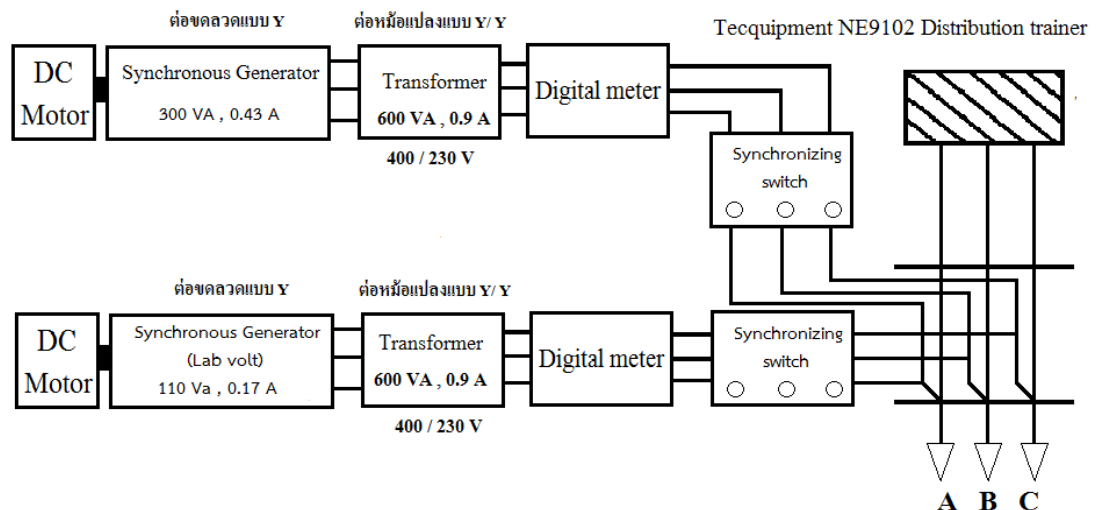 ต่อขดลวดแบบ Y
ต่อหม้อแปลงแบบ Y/ Y
Tecquipment NE9102 Distribution trainer
DC
Motor
Synchronous Generator
300 VA , 0.43 A
Transformer
600 VA , 0.9 A
Digital meter
400 / 230 V
Synchronizing
switch
ต่อขดลวดแบบ Y
ต่อหม้อแปลงแบบ Y/ Y
DC
Motor
Synchronous Generator
(Lab volt)
110 Va , 0.17 A
Transformer
600 VA , 0.9 A
Digital meter
Synchronizing
switch
400 / 230 V
A B C